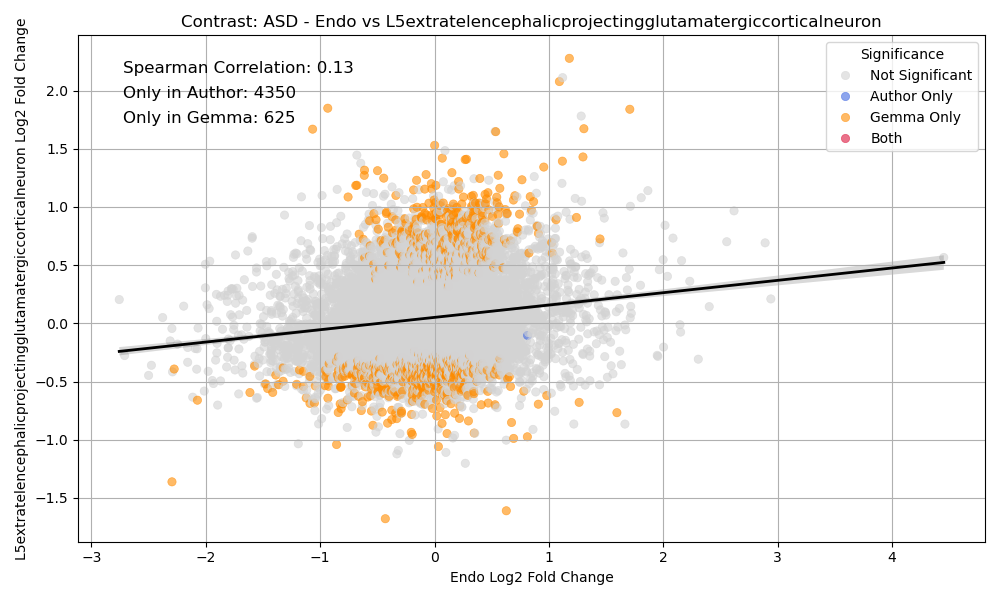 Contrast: ASD - Endo vs L5extratelencephalicprojectingglutamatergiccorticalneuron
Spearman Correlation: 0.13
Only in Author: 4350
Only in Gemma: 625
Significance
Not Significant
Author Only
Gemma Only
Both
L5extratelencephalicprojectingglutamatergiccorticalneuron Log2 Fold Change
2.0
1.5
1.0
0.5
0.0
−0.5
−1.0
−1.5
−3
−2
−1
0
1
2
3
4
Endo Log2 Fold Change